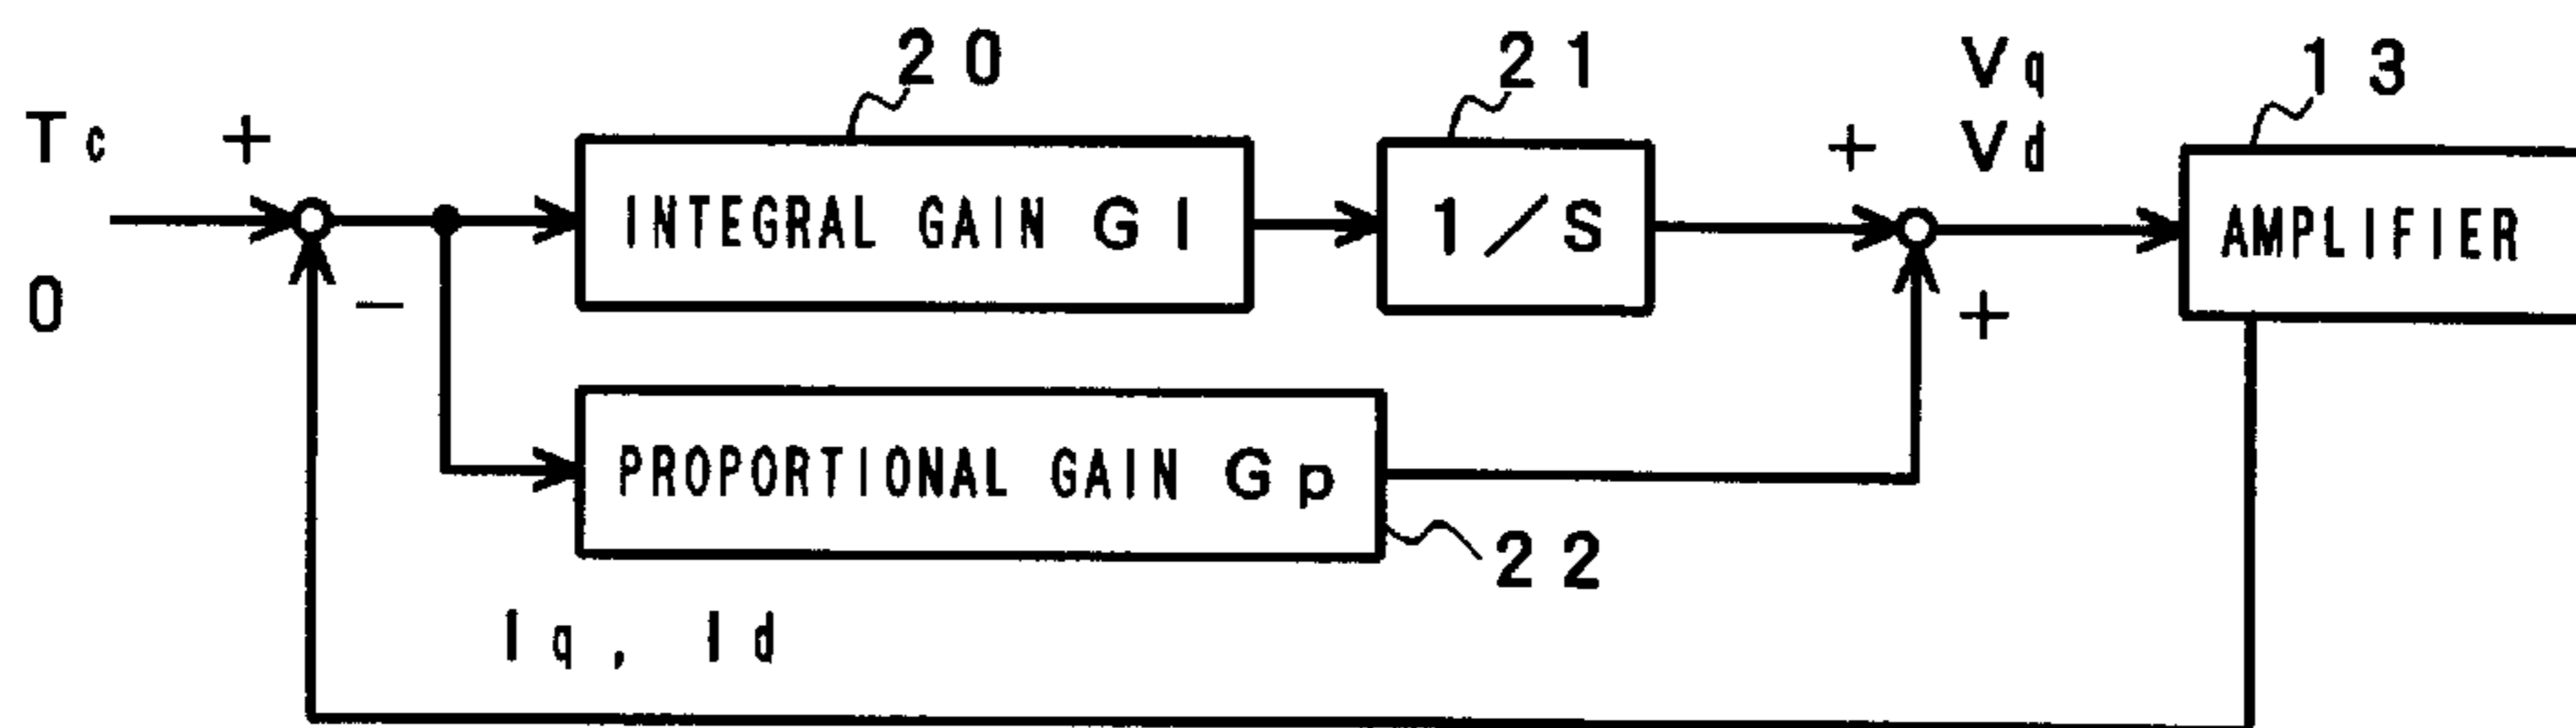 20
21
Vq
13
Tc
+
+
Vd
INTEGRAL GAIN GI
1/S
AMPLIFIER
0
−
+
PROPORTIONAL GAIN Gp
22
Iq, Id